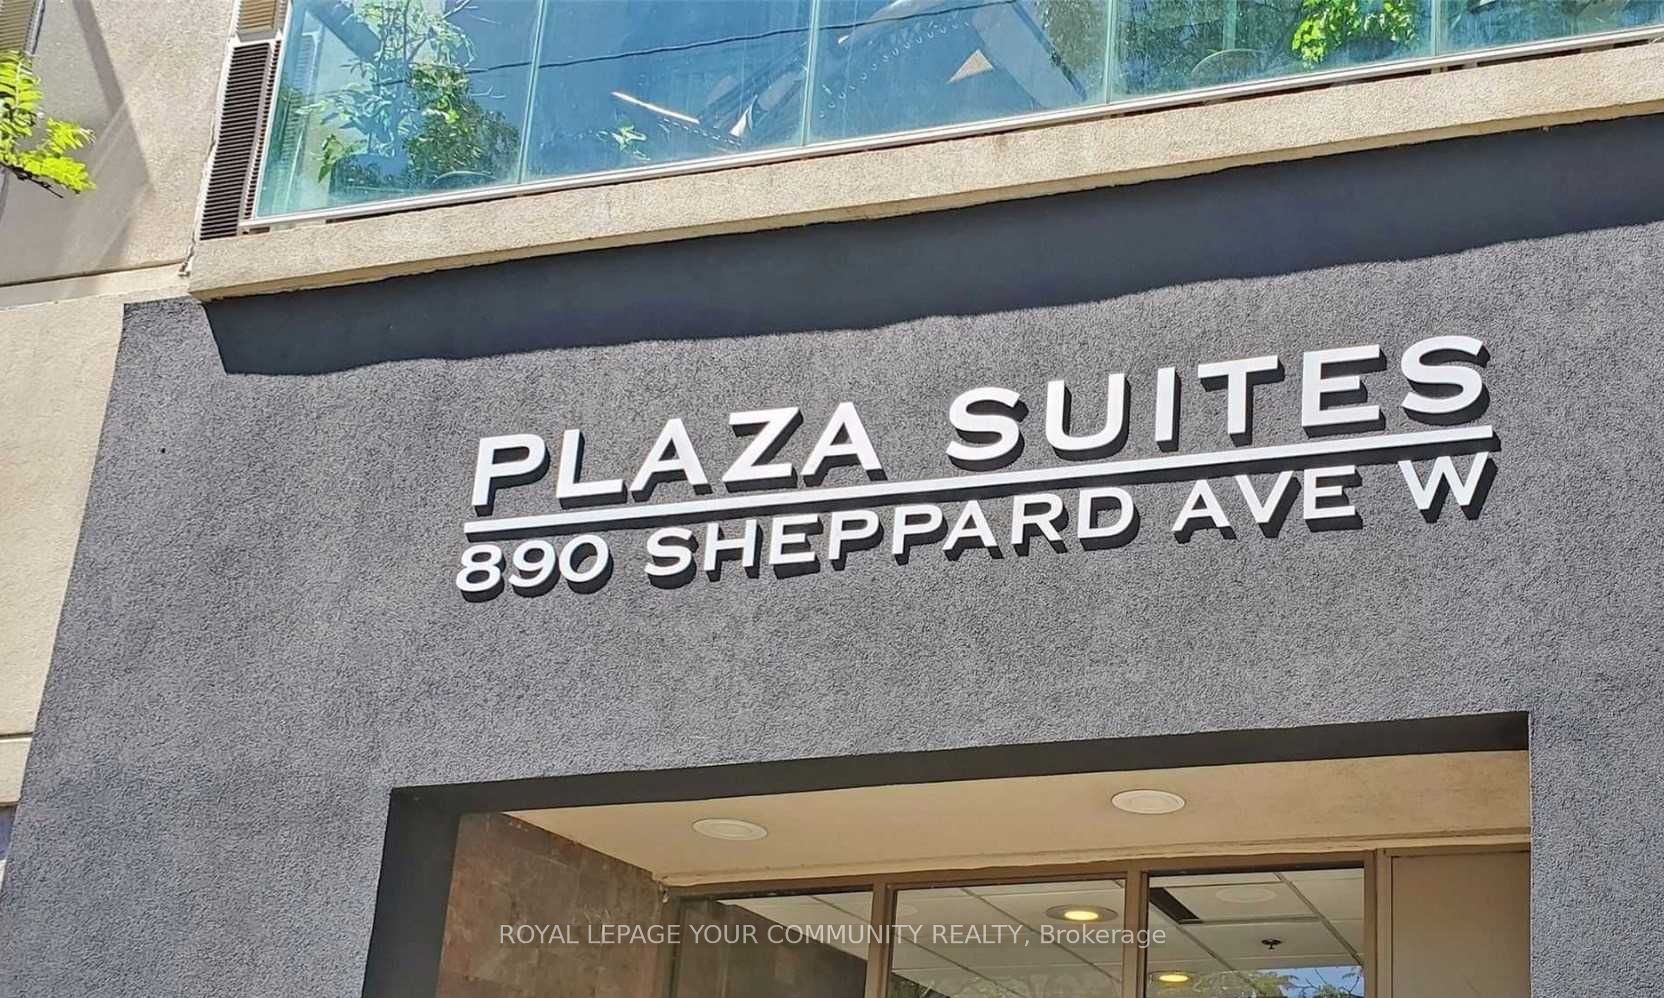 PLAZA SUITES
890 SHEPPARD AVE W
ROYAL LEPAGE YOUR COMMUNITY REALTY, Brokerage